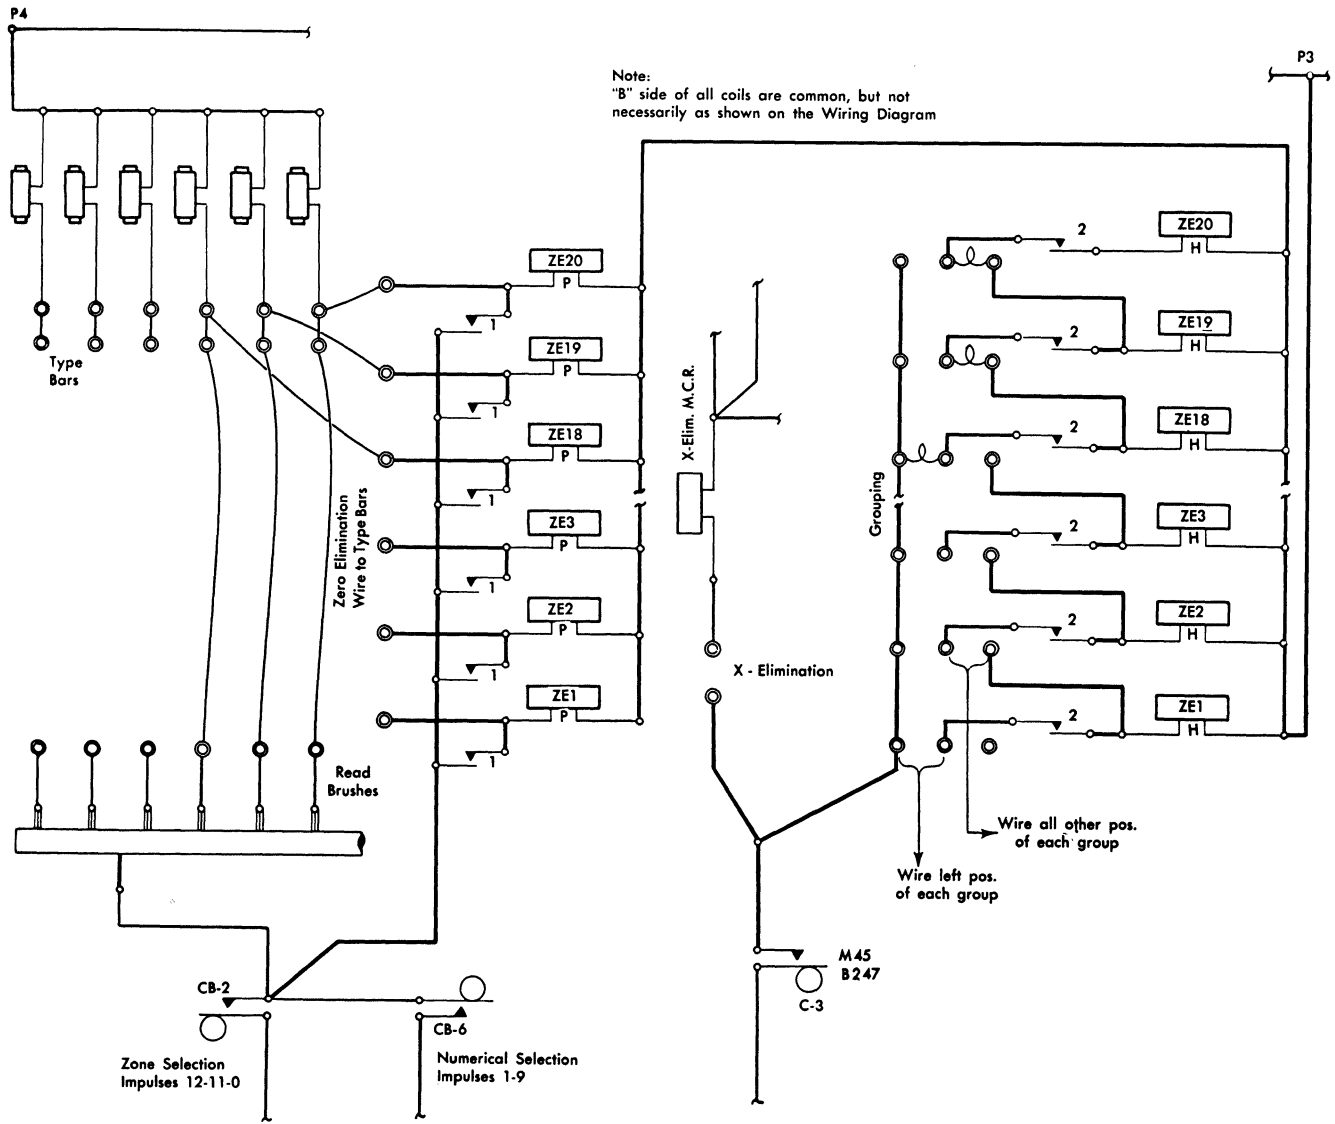 P4
P3
Note:
"B" side of all coils are common, but not
necessarily as shown on the Wiring Diagram
ZE20
P
1
ZE19
P
1
ZE18
P
1
ZE3
P
1
ZE2
P
1
ZE1
P
1
Type
Bars
Zero Elimination
Wire to Type Bars
Read
Brushes
X-Elim. M.C.R.
X - Elimination
Grouping
2
ZE20
H
2
ZE19
H
2
ZE18
H
2
ZE3
H
2
ZE2
H
2
ZE1
H
Wire all other pos.
of each group
Wire left pos.
of each group
M45
B247
C-3
CB-2
CB-6
Zone Selection
Impulses 12-11-0
Numerical Selection
Impulses 1-9